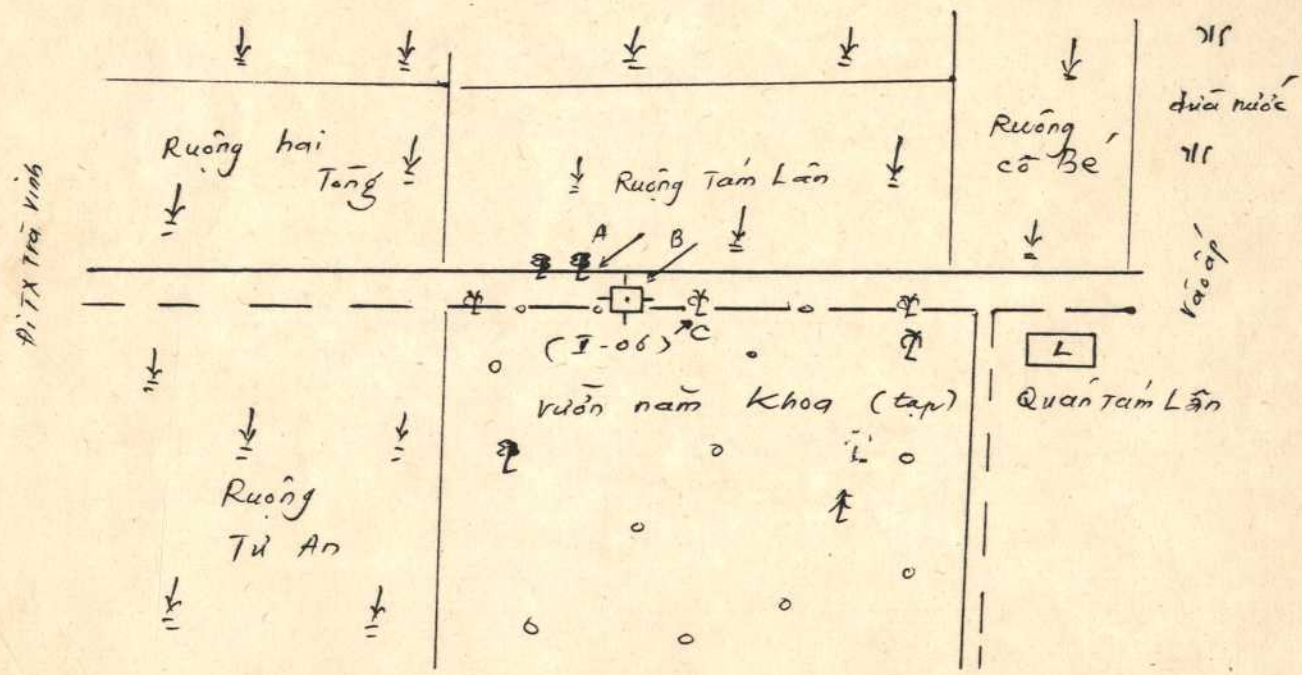 dừa nước
Ruộng hai
Tòng
Ruộng Tám Lân
Ruộng
cô Bé
Đi TX Trà Vinh
A
B
Vào ấp
(I-06)
C
L
vườn năm Khoa (tạp)
Quán Tám Lân
Ruộng
Tư An